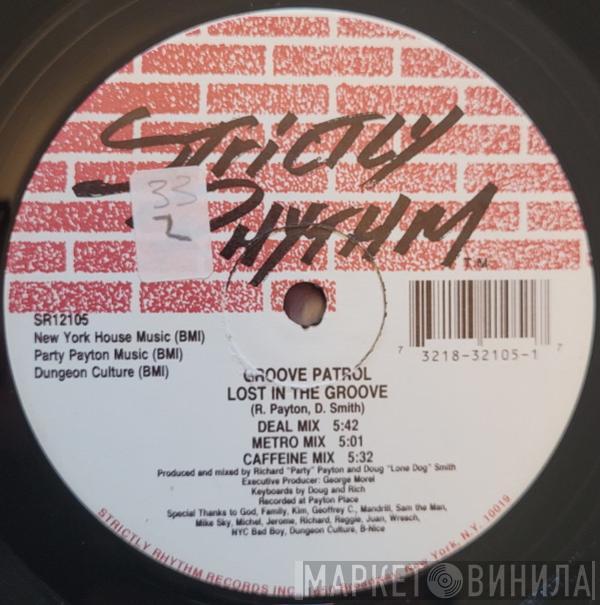 STRICTLY
RHYTHM
T.M.
33
2
SR12105
New York House Music (BMI)
Party Payton Music (BMI)
Dungeon Culture (BMI)
7 3218-32105-1 7
GROOVE PATROL
LOST IN THE GROOVE
(R. Payton, D. Smith)
DEAL MIX 5:42
METRO MIX 5:01
CAFFEINE MIX 5:32
Produced and mixed by Richard "Party" Payton and Doug "Lone Dog" Smith
Executive Producer: George Morel
Keyboards by Doug and Rich
Recorded at Payton Place
Special Thanks to God, Family, Kim, Geoffrey C., Mandrill, Sam the Man,
Mike Sky, Michel, Jerome, Richard, Reggie, Juan, Wreach,
NYC Bad Boy, Dungeon Culture, B-Nice
STRICTLY RHYTHM RECORDS INC. York, N.Y. 10019
МАРКЕТ ВИНИЛА